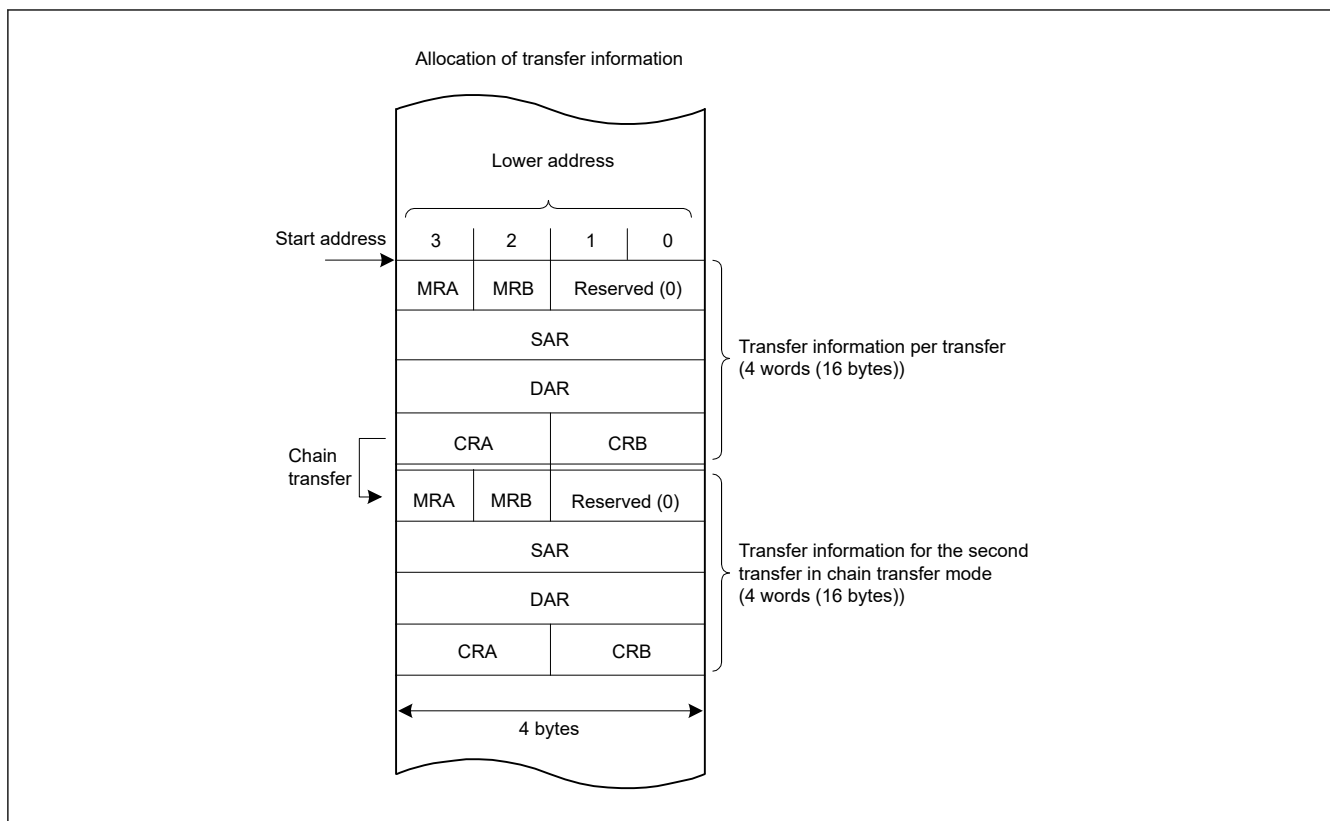 Allocation of transfer information
Lower address
Start address
3 2 1 0
MRA MRB Reserved (0)
SAR
DAR
CRA CRB
Transfer information per transfer
(4 words (16 bytes))
Chain
transfer
MRA MRB Reserved (0)
SAR
DAR
CRA CRB
Transfer information for the second
transfer in chain transfer mode
(4 words (16 bytes))
4 bytes